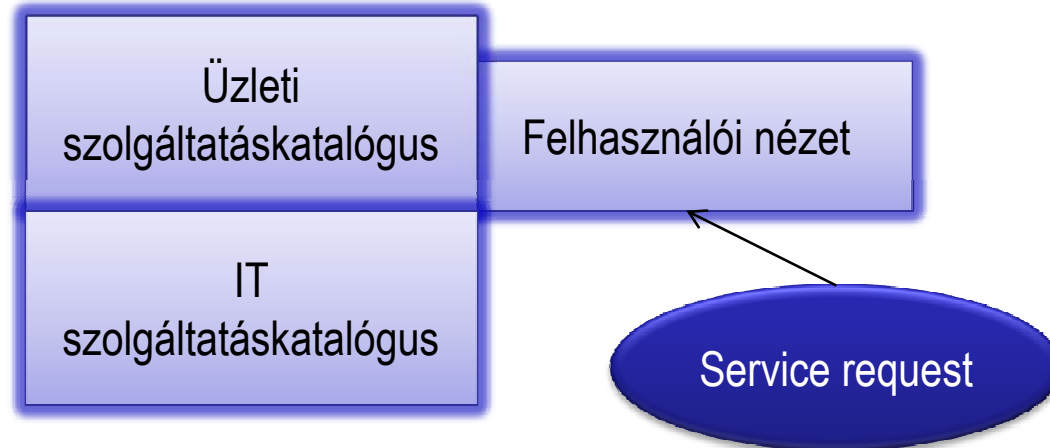 Üzleti
szolgáltatáskatalógus
Felhasználói nézet
IT
szolgáltatáskatalógus
Service request